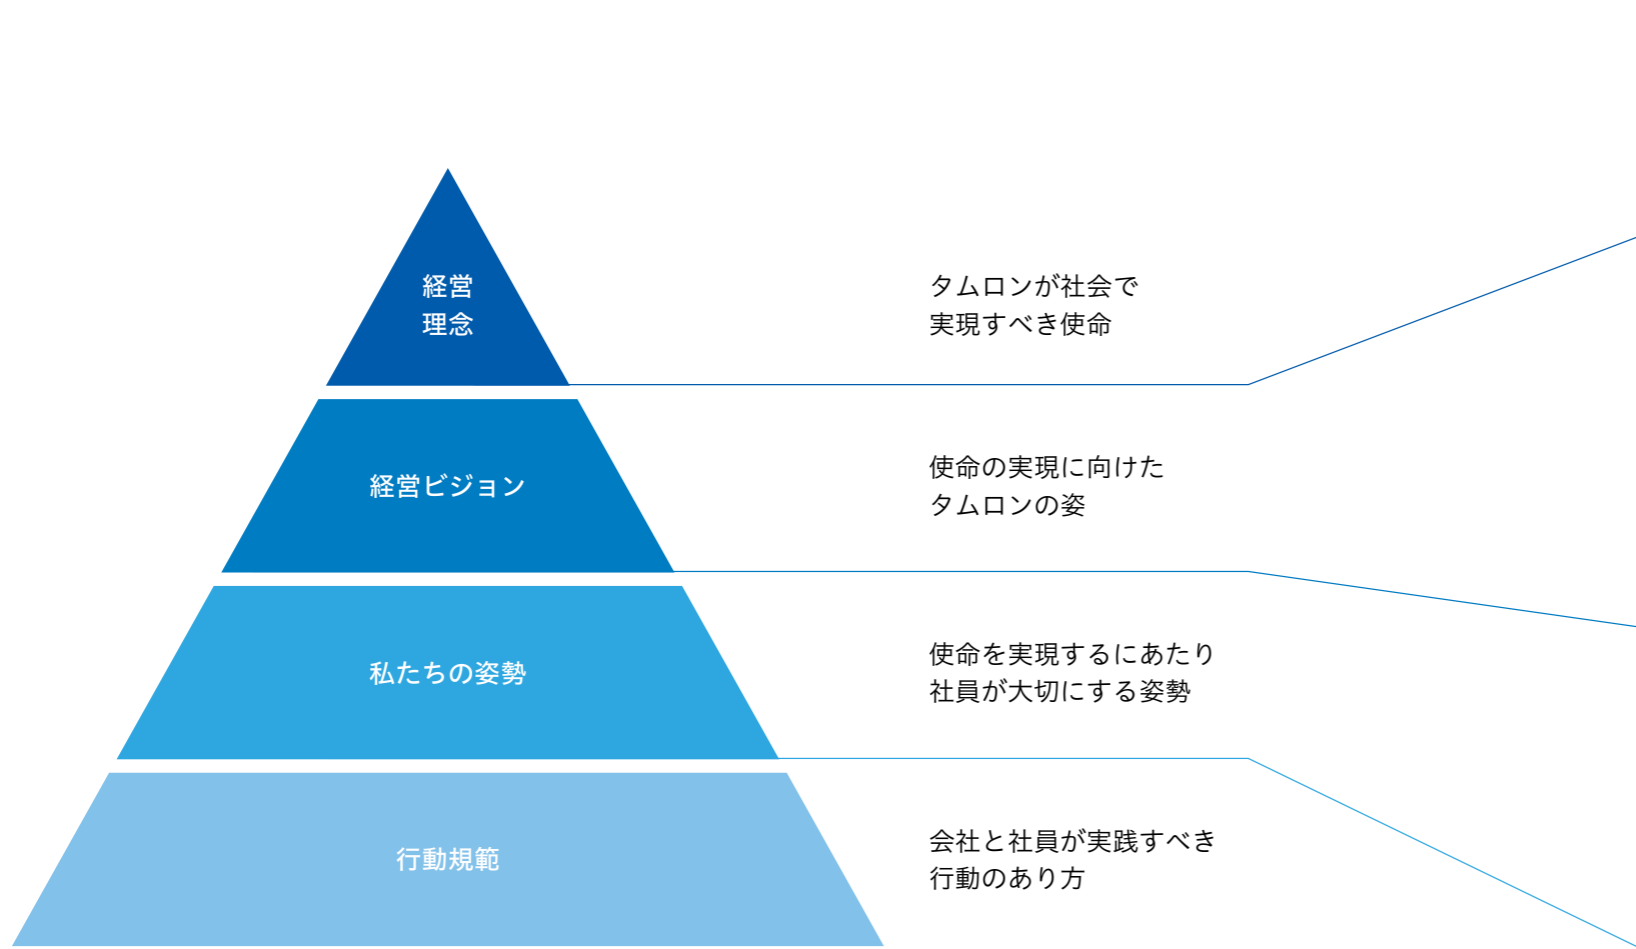 経営
理念
タムロンが社会で
実現すべき使命
経営ビジョン
使命の実現に向けた
タムロンの姿
私たちの姿勢
使命を実現するにあたり
社員が大切にする姿勢
行動規範
会社と社員が実践すべき
行動のあり方